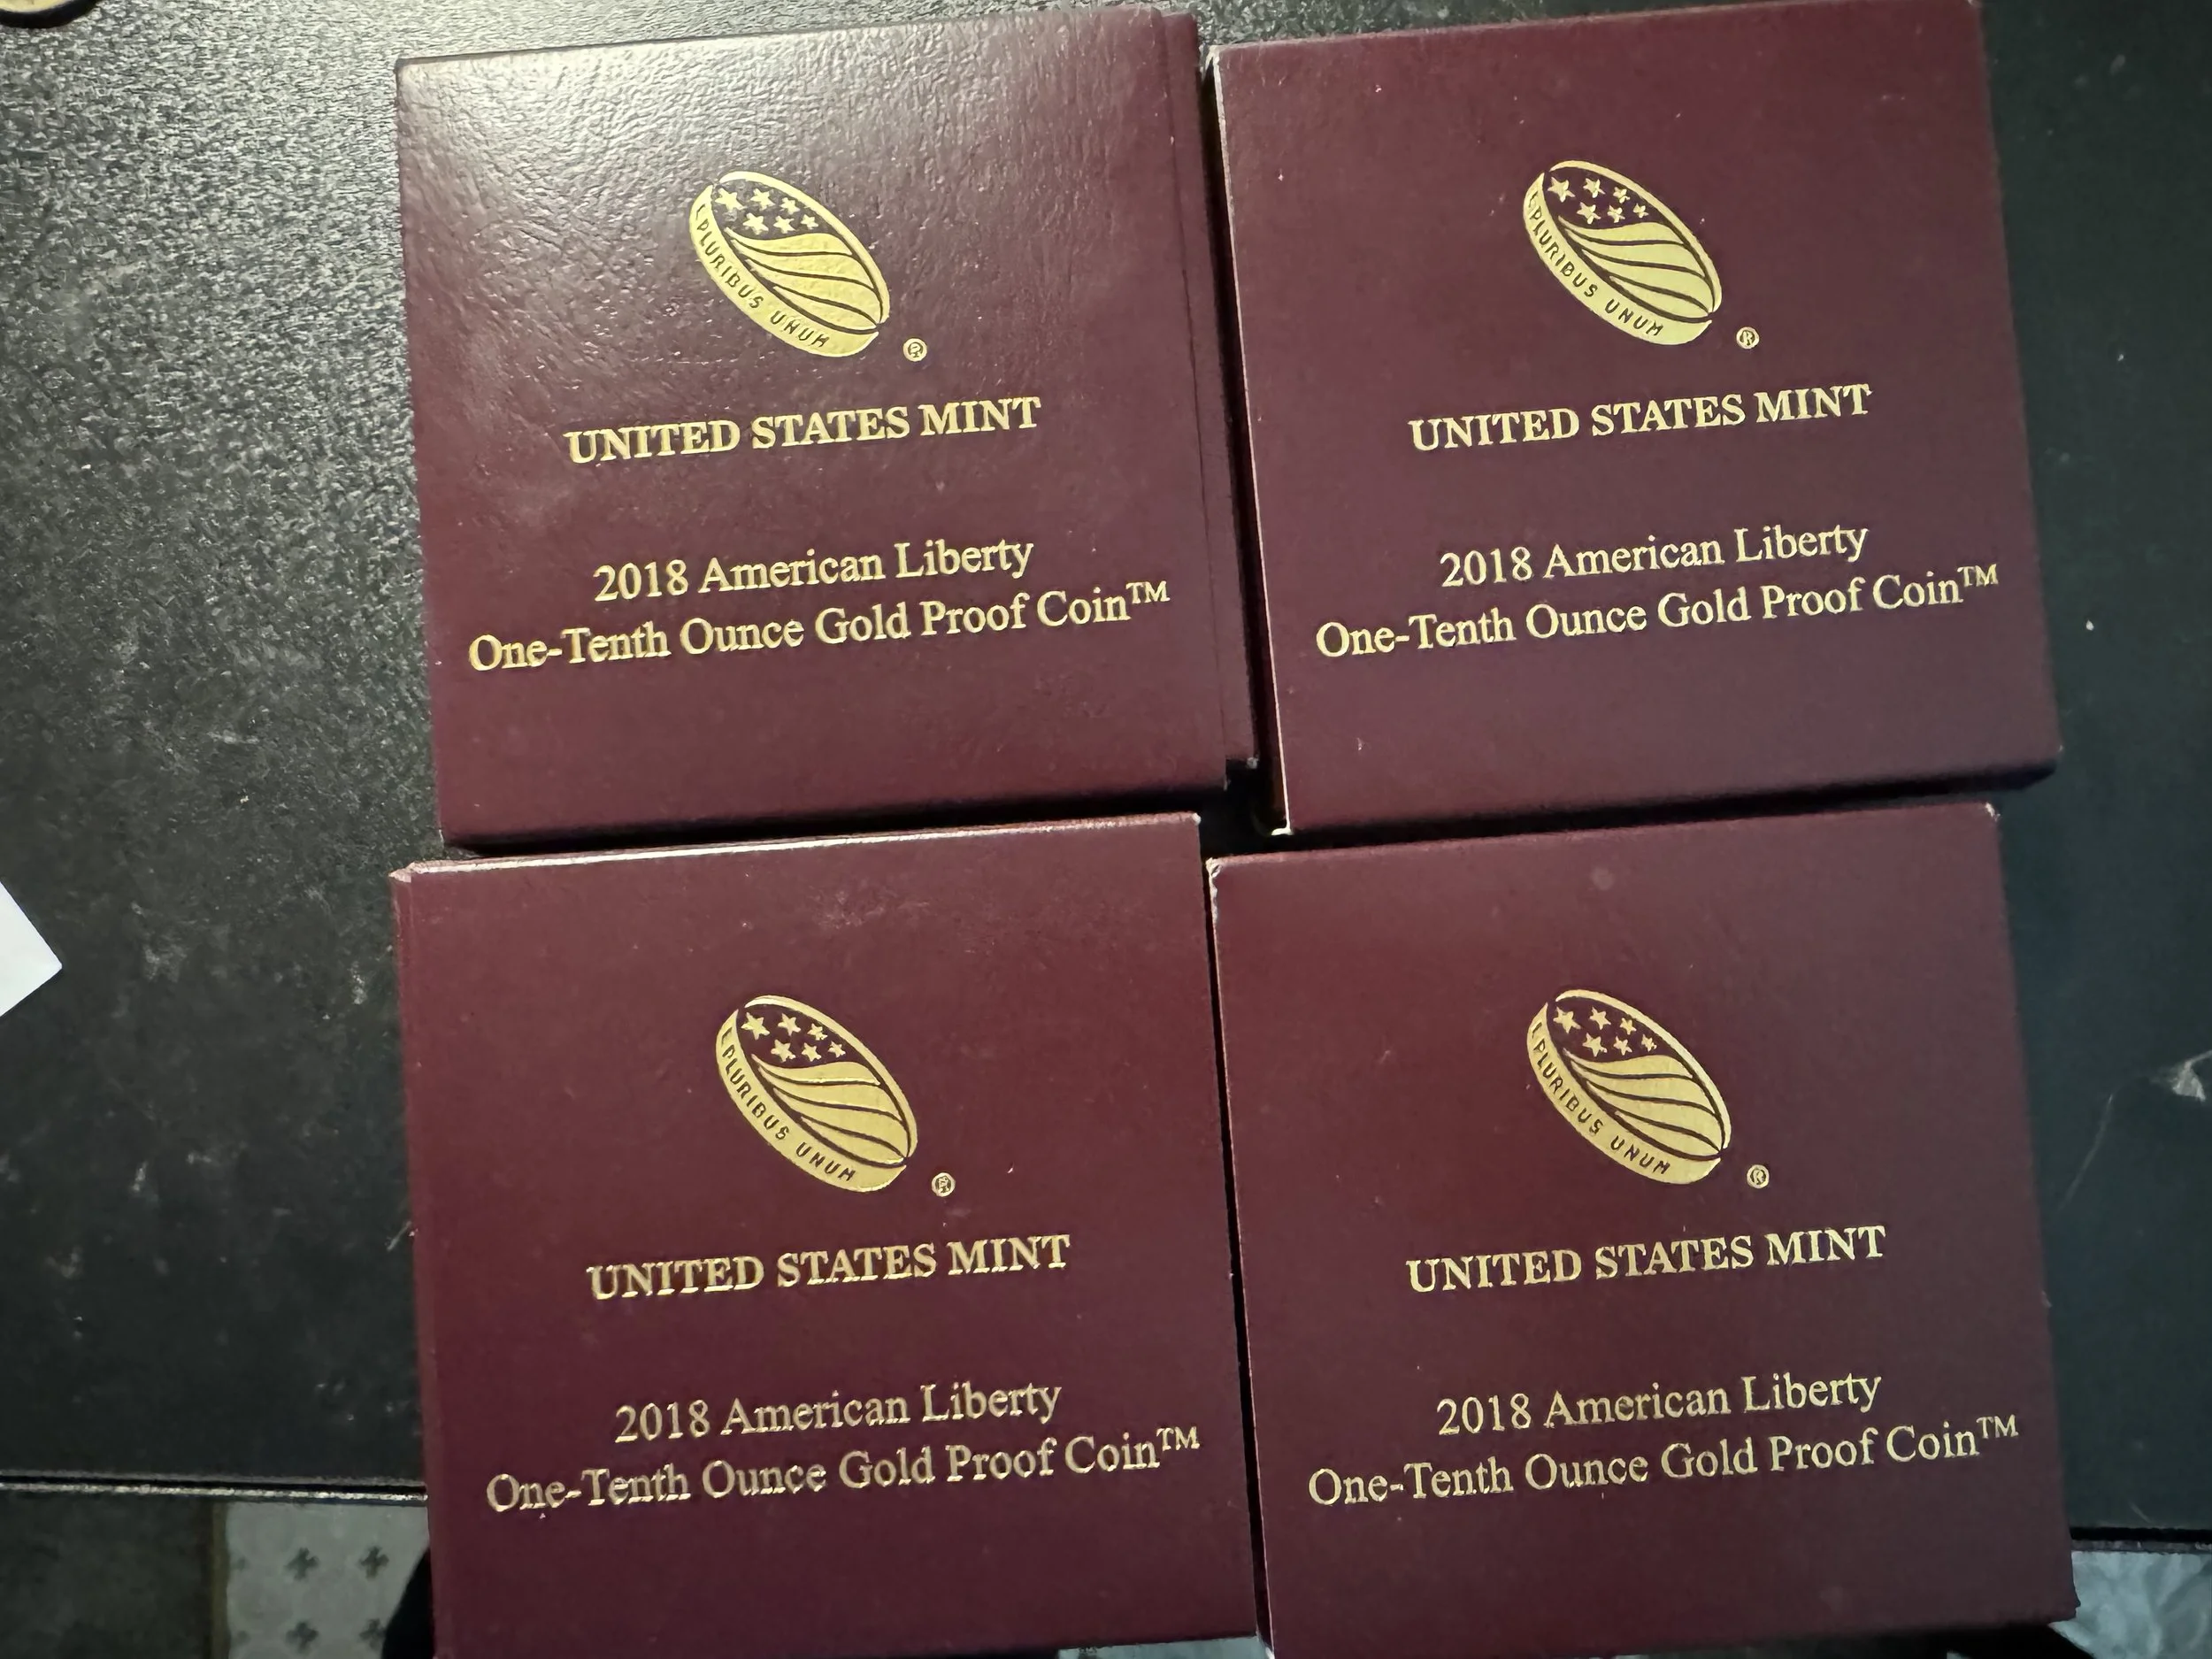 E PLURIBUS UNUM
®
UNITED STATES MINT
2018 American Liberty
One-Tenth Ounce Gold Proof Coin™
E PLURIBUS UNUM
®
UNITED STATES MINT
2018 American Liberty
One-Tenth Ounce Gold Proof Coin™
E PLURIBUS UNUM
®
UNITED STATES MINT
2018 American Liberty
One-Tenth Ounce Gold Proof Coin™
E PLURIBUS UNUM
®
UNITED STATES MINT
2018 American Liberty
One-Tenth Ounce Gold Proof Coin™